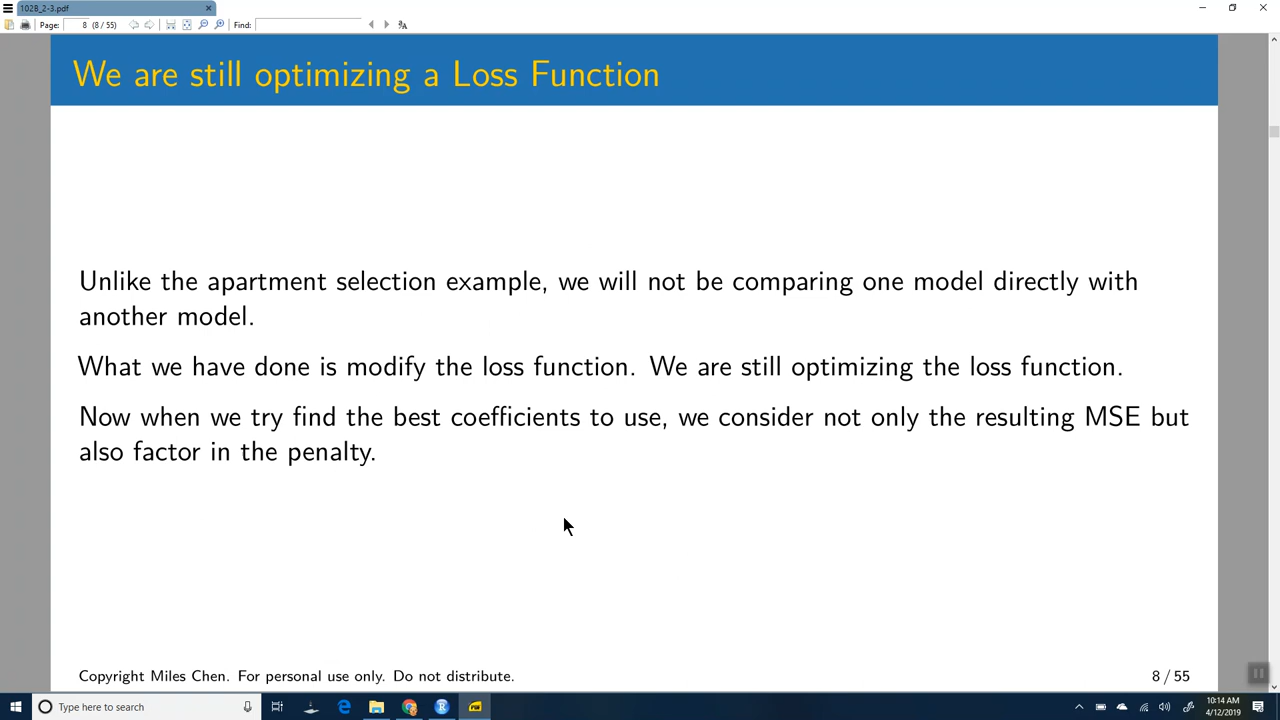 102B_2-3.pdf
Page: 8 (8 / 55) Find:
We are still optimizing a Loss Function
Unlike the apartment selection example, we will not be comparing one model directly with
another model.
What we have done is modify the loss function. We are still optimizing the loss function.
Now when we try find the best coefficients to use, we consider not only the resulting MSE but
also factor in the penalty.
Copyright Miles Chen. For personal use only. Do not distribute.
8 / 55
Type here to search
10:14 AM
4/12/2019